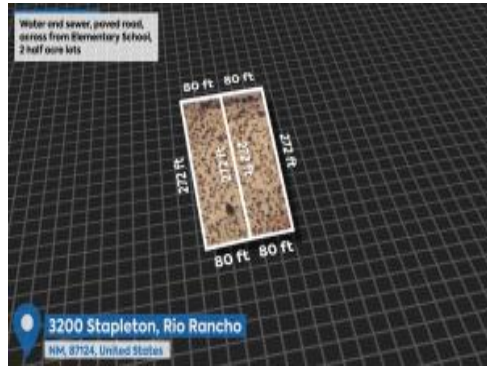 Water and sewer, paved road,
across from Elementary School,
2 half acre lots
80 ft 80 ft
272 ft 272 ft 272 ft 272 ft
80 ft 80 ft
3200 Stapleton, Rio Rancho
NM, 87124, United States